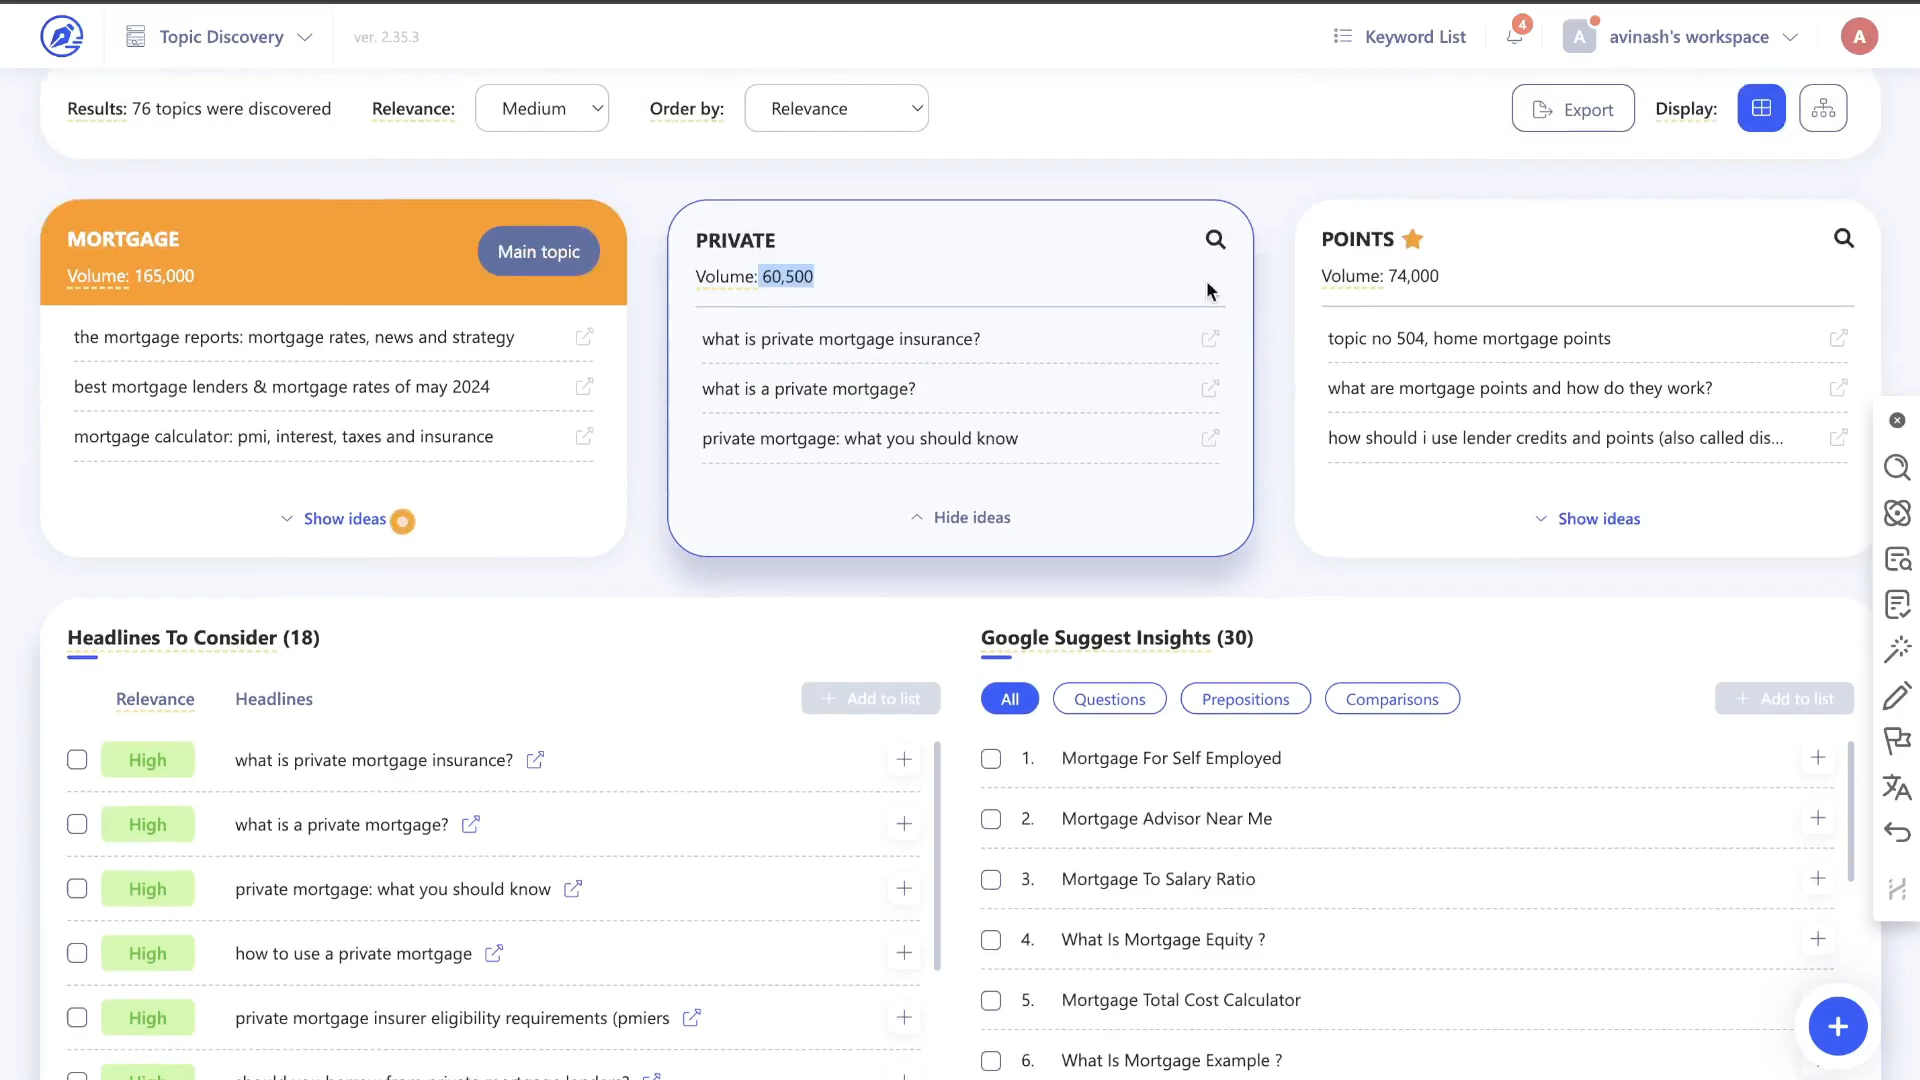 Topic Discovery
ver. 2.35.3
Keyword List
4
A
avinash's workspace
A
Results: 76 topics were discovered
Relevance:
Medium
Order by:
Relevance
Export
Display:
MORTGAGE
Volume: 165,000
Main topic
the mortgage reports: mortgage rates, news and strategy
best mortgage lenders & mortgage rates of may 2024
mortgage calculator: pmi, interest, taxes and insurance
Show ideas
PRIVATE
Volume: 60,500
what is private mortgage insurance?
what is a private mortgage?
private mortgage: what you should know
Hide ideas
POINTS
Volume: 74,000
topic no 504, home mortgage points
what are mortgage points and how do they work?
how should i use lender credits and points (also called dis...
Show ideas
Headlines To Consider (18)
Relevance
Headlines
+ Add to list
High what is private mortgage insurance?
High what is a private mortgage?
High private mortgage: what you should know
High how to use a private mortgage
High private mortgage insurer eligibility requirements (pmiers
Google Suggest Insights (30)
All
Questions
Prepositions
Comparisons
+ Add to list
1. Mortgage For Self Employed
2. Mortgage Advisor Near Me
3. Mortgage To Salary Ratio
4. What Is Mortgage Equity ?
5. Mortgage Total Cost Calculator
6. What Is Mortgage Example ?